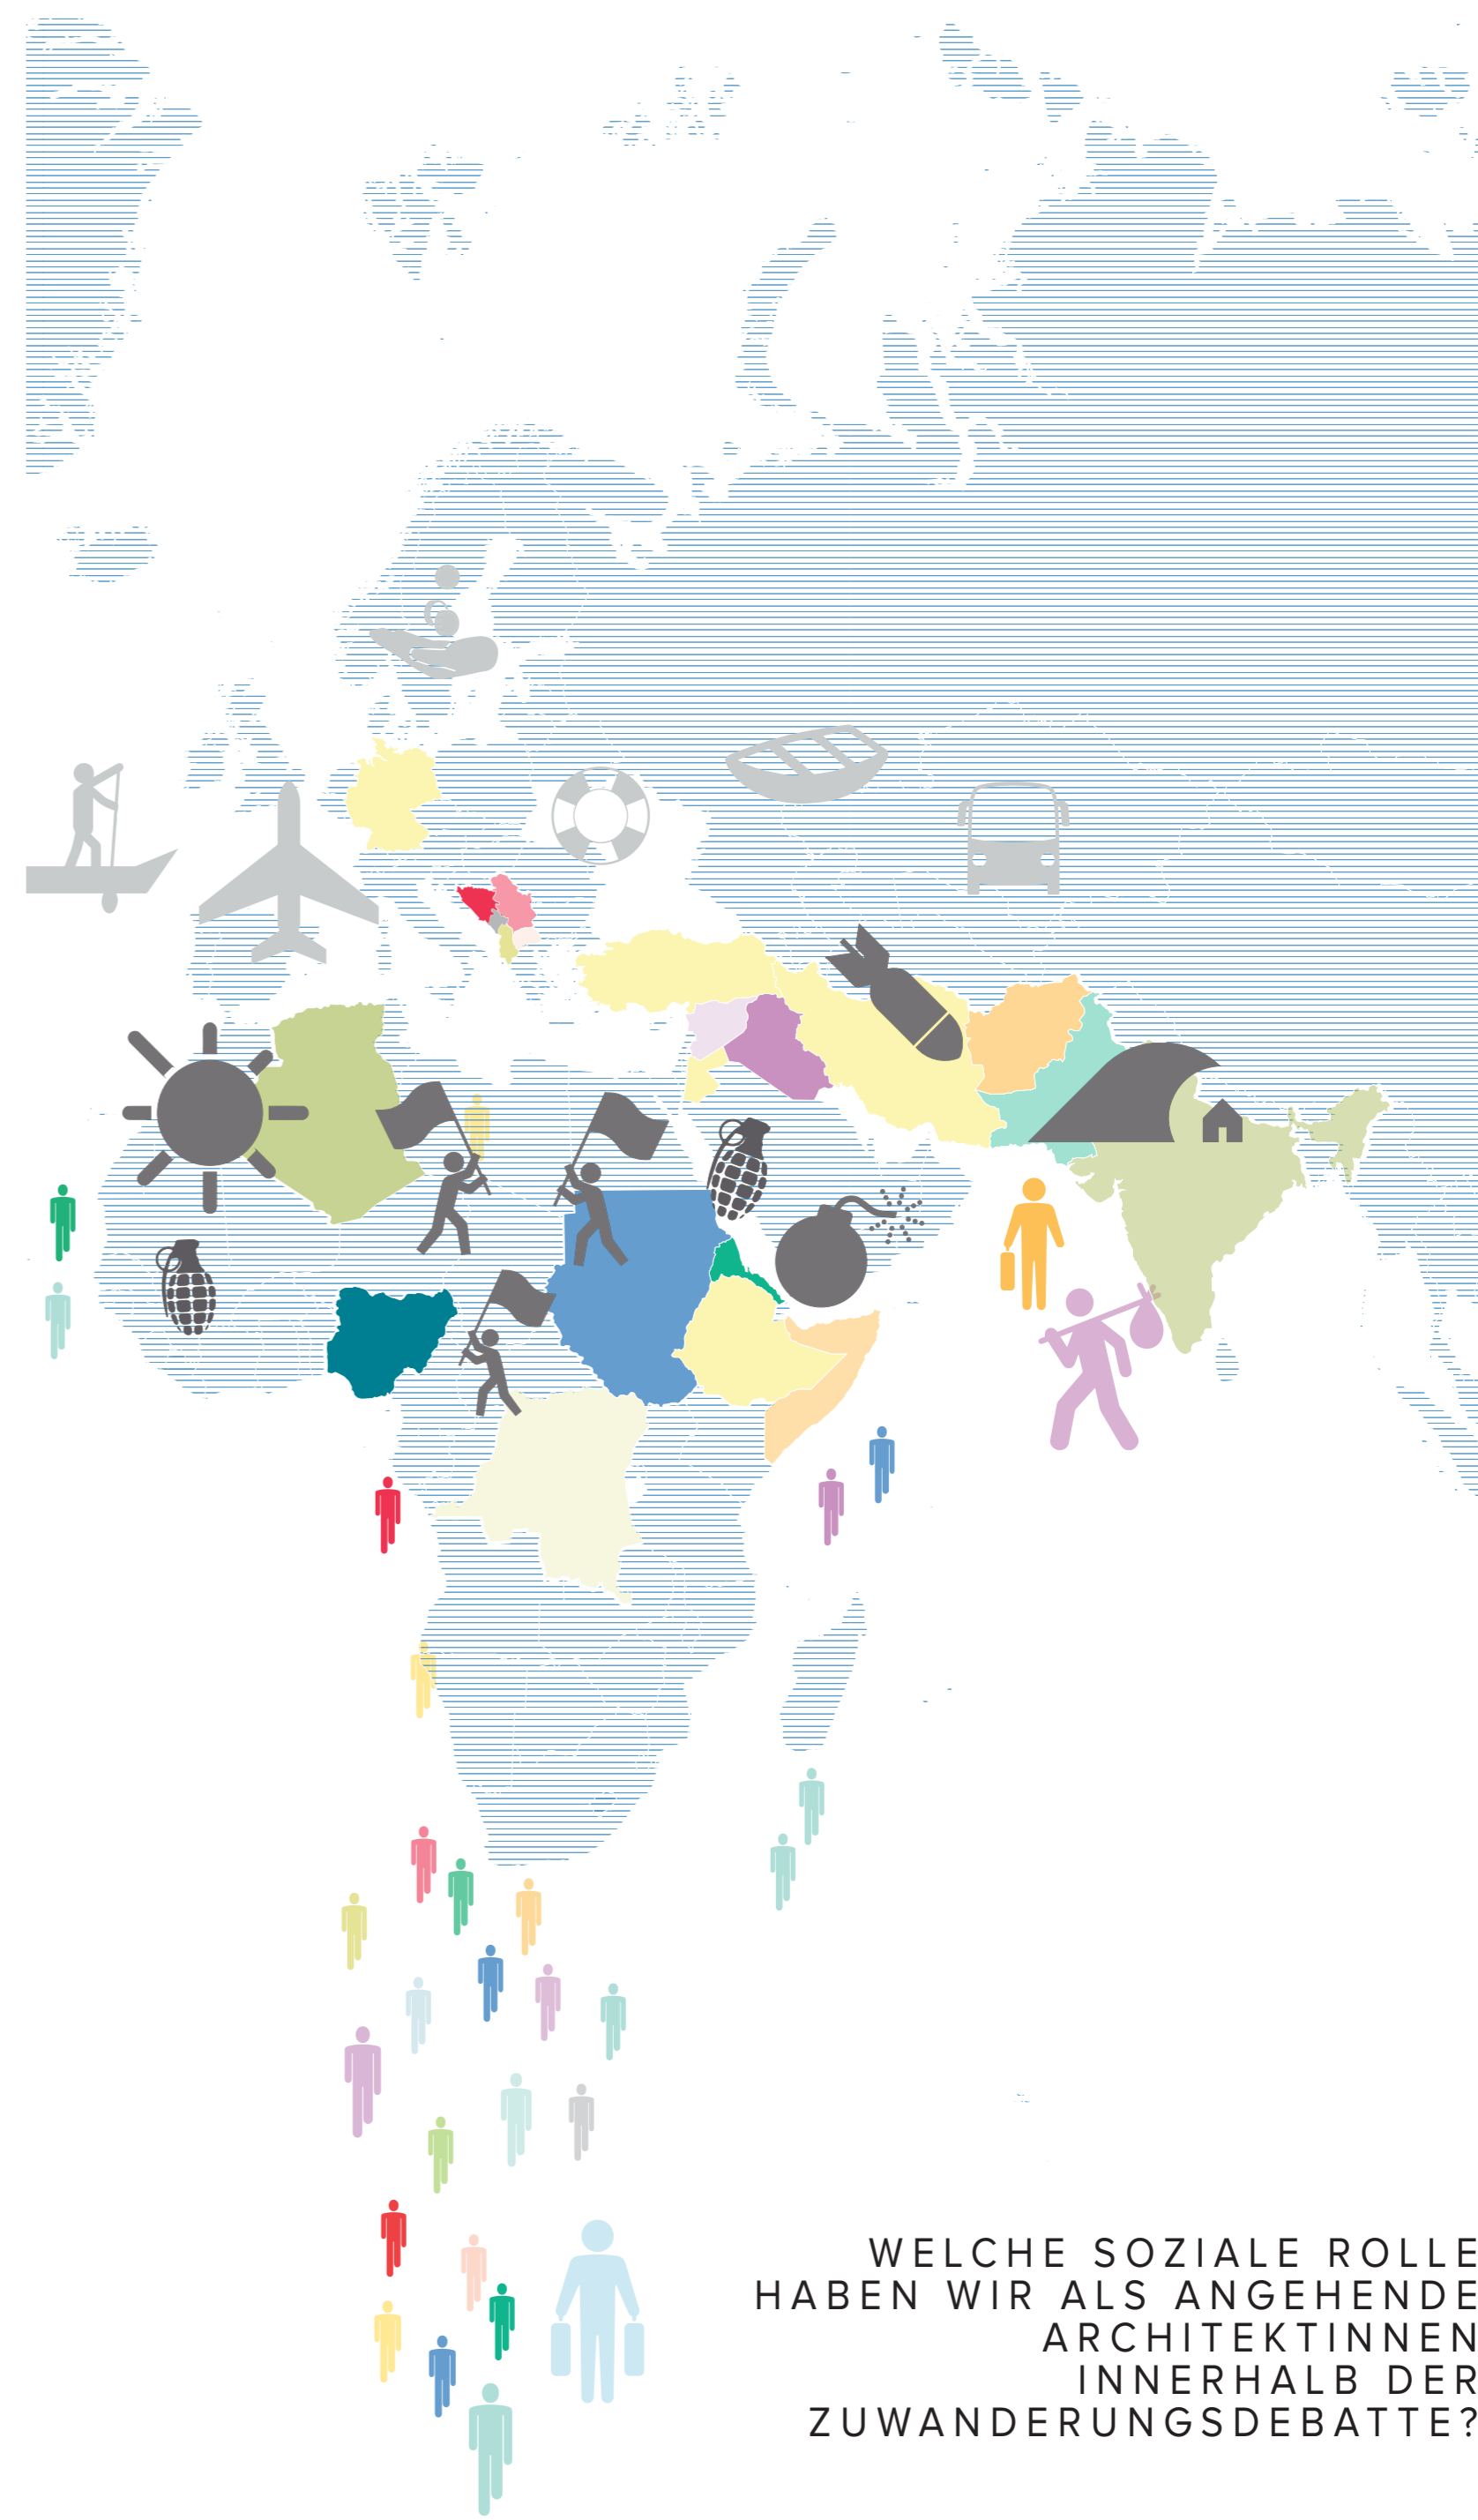 WELCHE SOZIALE ROLLE
HABEN WIR ALS ANGEHENDE
ARCHITEKTINNEN
INNERHALB DER
ZUWANDERUNGSDEBATTE?